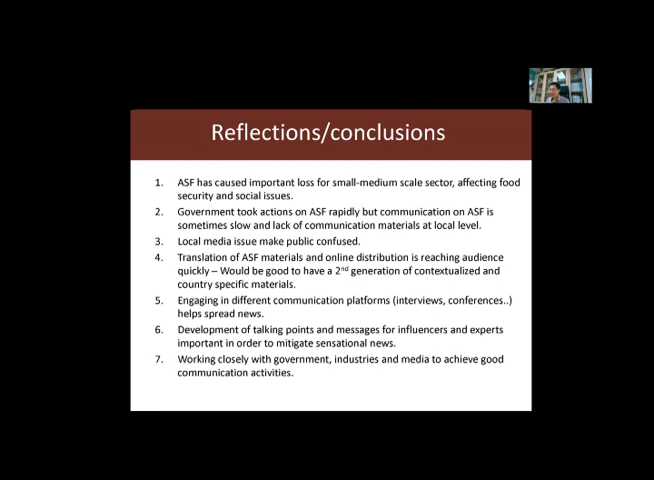 Reflections/conclusions
1. ASF has caused important loss for small-medium scale sector, affecting food
security and social issues.
2. Government took actions on ASF rapidly but communication on ASF is
sometimes slow and lack of communication materials at local level.
3. Local media issue make public confused.
4. Translation of ASF materials and online distribution is reaching audience
quickly – Would be good to have a 2nd generation of contextualized and
country specific materials.
5. Engaging in different communication platforms (interviews, conferences..)
helps spread news.
6. Development of talking points and messages for influencers and experts
important in order to mitigate sensational news.
7. Working closely with government, industries and media to achieve good
communication activities.